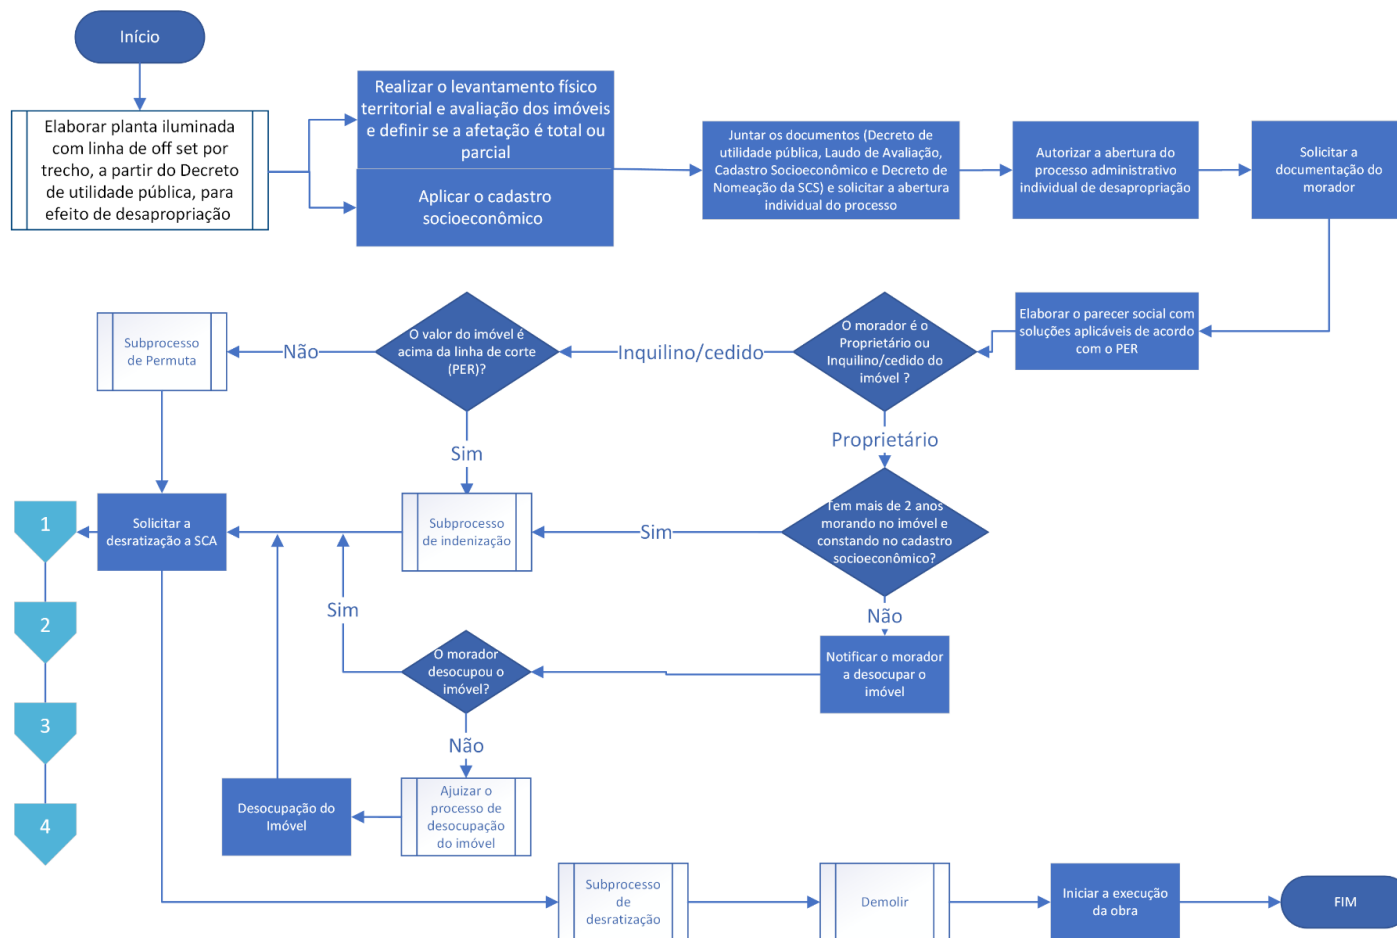 Início
Elaborar planta iluminada
com linha de off set por
trecho, a partir do Decreto
de utilidade pública, para
efeito de desapropriação
Realizar o levantamento físico
territorial e avaliação dos imóveis
e definir se a afetação é total ou
parcial
Aplicar o cadastro
socioeconômico
Juntar os documentos (Decreto de
utilidade pública, Laudo de Avaliação,
Cadastro Socioeconômico e Decreto de
Nomeação da SCS) e solicitar a abertura
individual do processo
Autorizar a abertura do
processo administrativo
individual de desapropriação
Solicitar a
documentação do
morador
Elaborar o parecer social com
soluções aplicáveis de acordo
com o PER
O morador é o
Proprietário ou
Inquilino/cedido do
imóvel ?
Inquilino/cedido
O valor do imóvel é
acima da linha de corte
(PER)?
Não
Subprocesso
de Permuta
Sim
Proprietário
Tem mais de 2 anos
morando no imóvel e
constando no cadastro
socioeconômico?
Sim
Subprocesso
de indenização
Solicitar a
desratização a SCA
1
2
3
4
Não
Notificar o morador
a desocupar o
imóvel
O morador
desocupou o
imóvel?
Sim
Não
Ajuizar o
processo de
desocupação
do imóvel
Desocupação do
Imóvel
Subprocesso
de
desratização
Demolir
Iniciar a execução
da obra
FIM